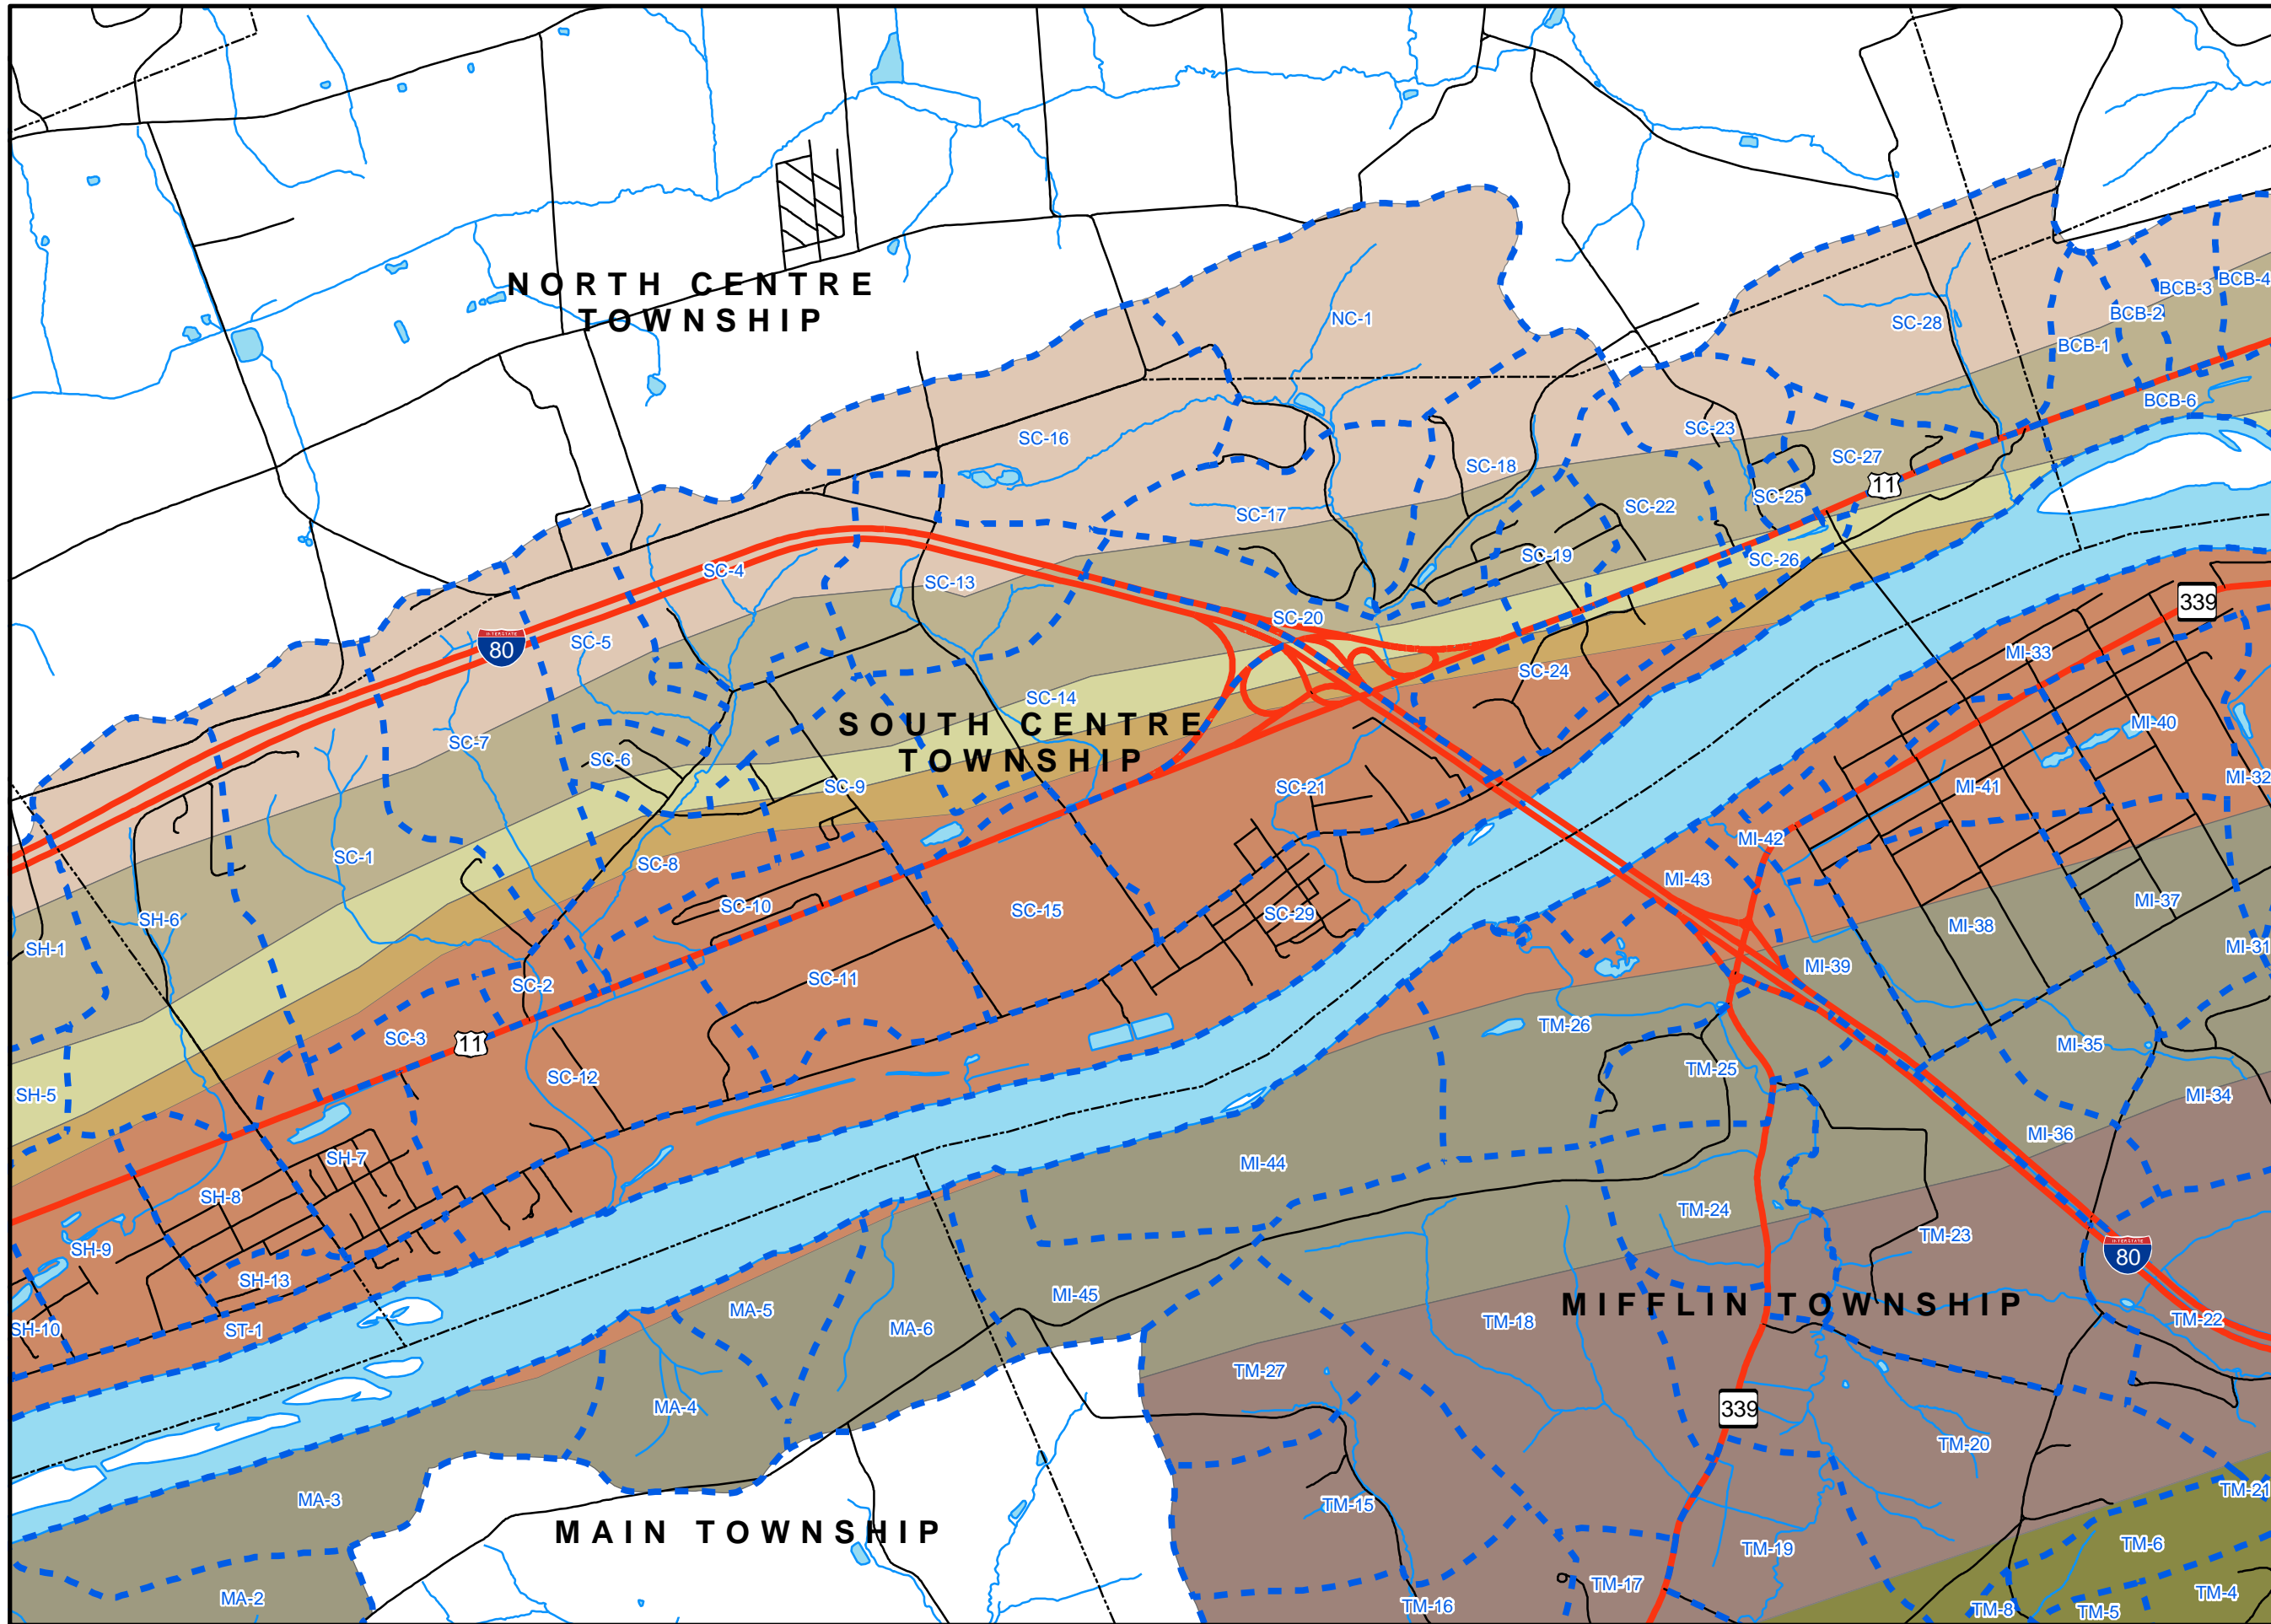 NORTH CENTRE
TOWNSHIP
NC-1
SC-28
BCB-3
BCB-4
BCB-2
BCB-1
BCB-6
SC-16
SC-18
SC-23
SC-27
11
SC-17
SC-22
SC-25
SC-19
SC-26
SC-4
SC-13
SC-20
339
INTERSTATE
80
SC-5
SC-24
MI-33
SC-7
SC-14
SOUTH CENTRE
TOWNSHIP
MI-40
SC-6
SC-9
SC-21
MI-41
MI-32
SC-1
SC-8
MI-42
MI-43
SC-10
SC-15
SC-29
SH-6
SH-1
MI-37
MI-38
MI-31
SC-2
SC-11
MI-39
SC-3
11
TM-26
MI-35
SH-5
SC-12
TM-25
MI-34
MI-36
SH-7
MI-44
SH-8
TM-24
TM-23
SH-9
INTERSTATE
80
SH-13
MI-45
MA-5
MIFFLIN TOWNSHIP
SH-10
ST-1
MA-6
TM-18
TM-22
TM-27
MA-4
339
TM-20
MA-3
TM-15
TM-21
MAIN TOWNSHIP
TM-19
TM-6
MA-2
TM-17
TM-16
TM-8
TM-5
TM-4